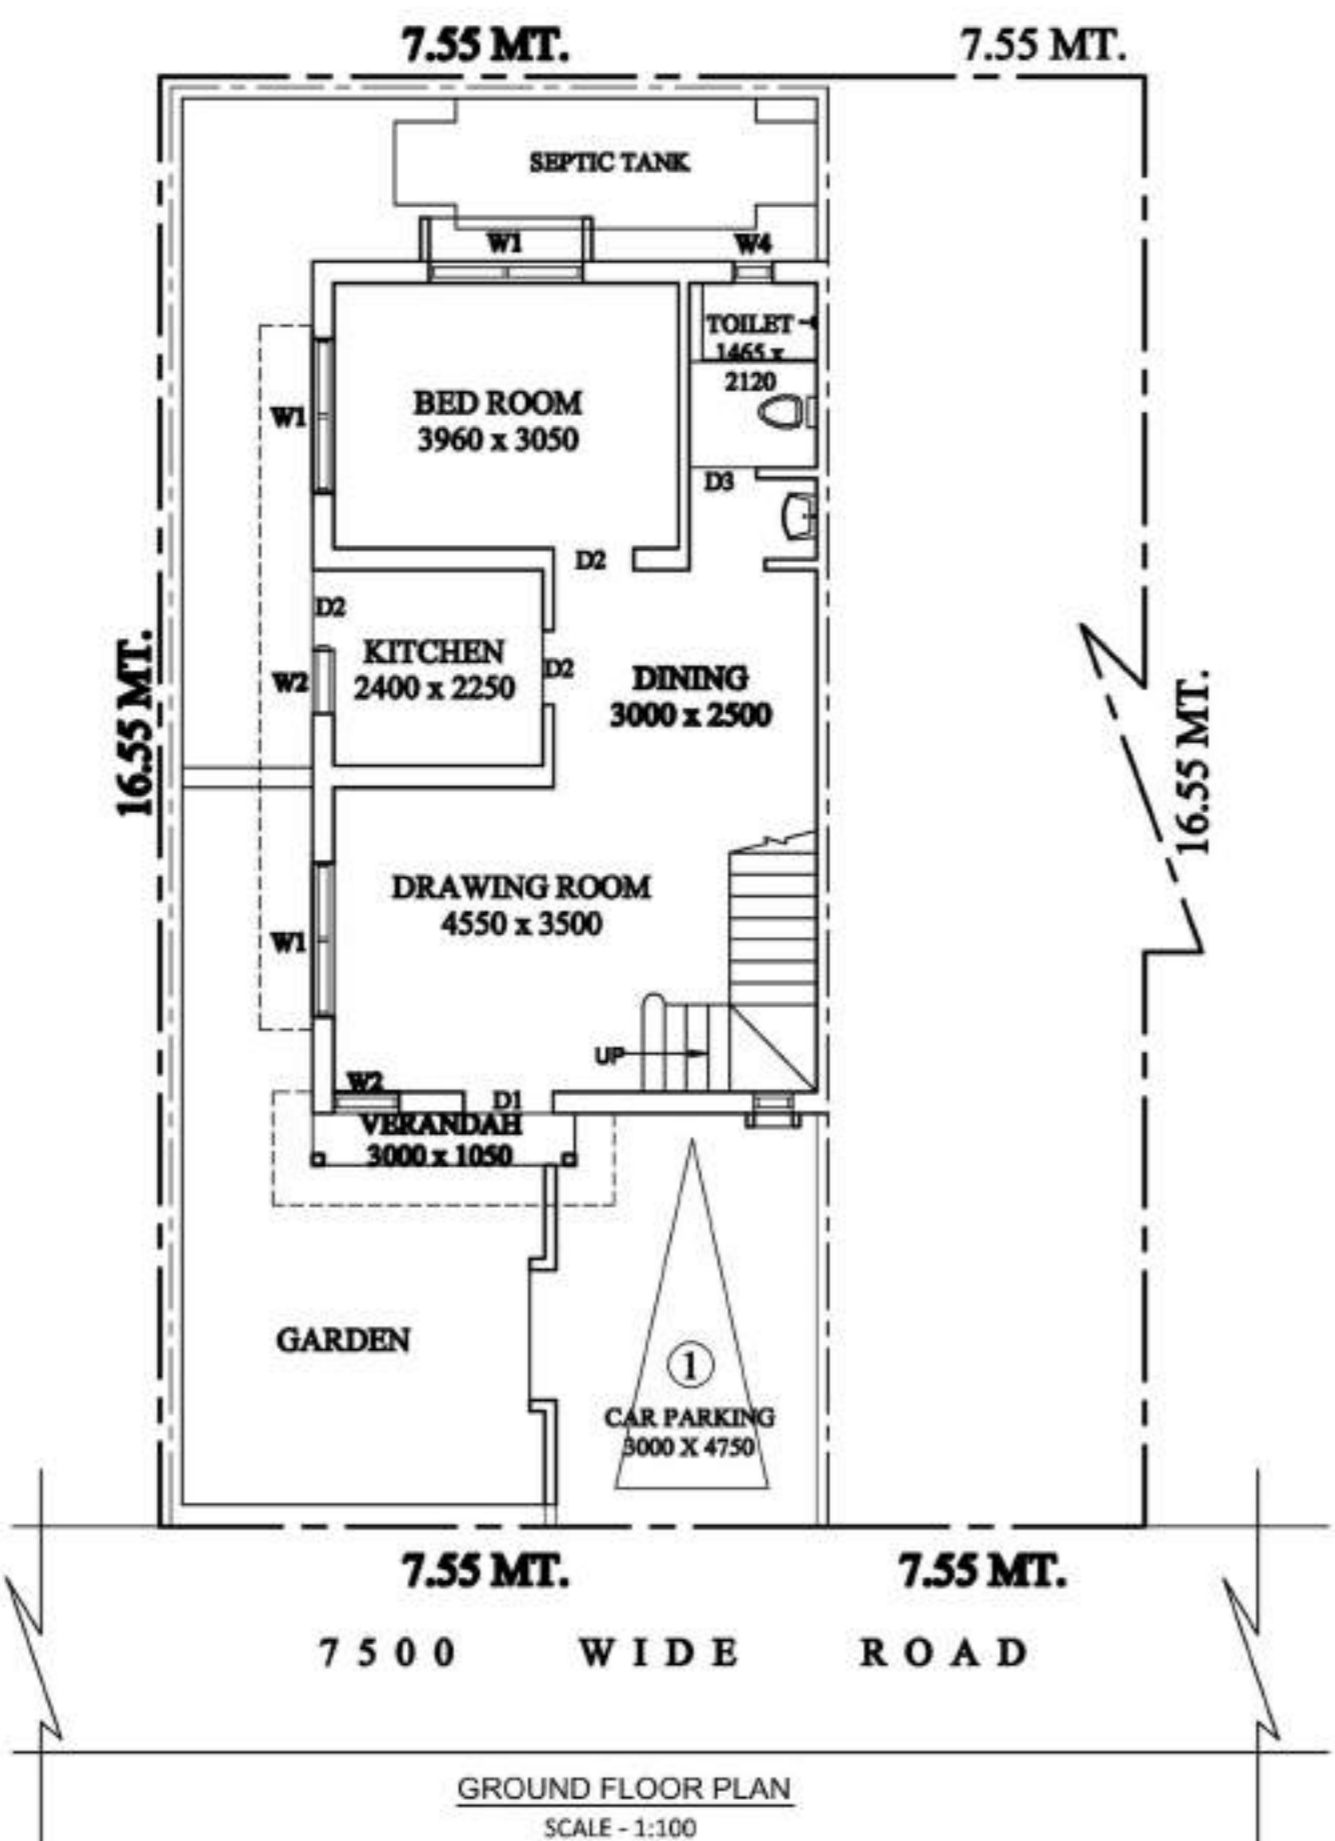 7.55 MT.
7.55 MT.
SEPTIC TANK
W1
W4
TOILET
1465 x
2120
BED ROOM
3960 x 3050
W1
D3
D2
D2
KITCHEN
2400 x 2250
D2
W2
DINING
3000 x 2500
16.55 MT.
16.55 MT.
DRAWING ROOM
4550 x 3500
W1
UP
W2
D1
VERANDAH
3000 x 1050
GARDEN
1
CAR PARKING
3000 X 4750
7.55 MT.
7.55 MT.
7500 WIDE ROAD
GROUND FLOOR PLAN
SCALE - 1:100